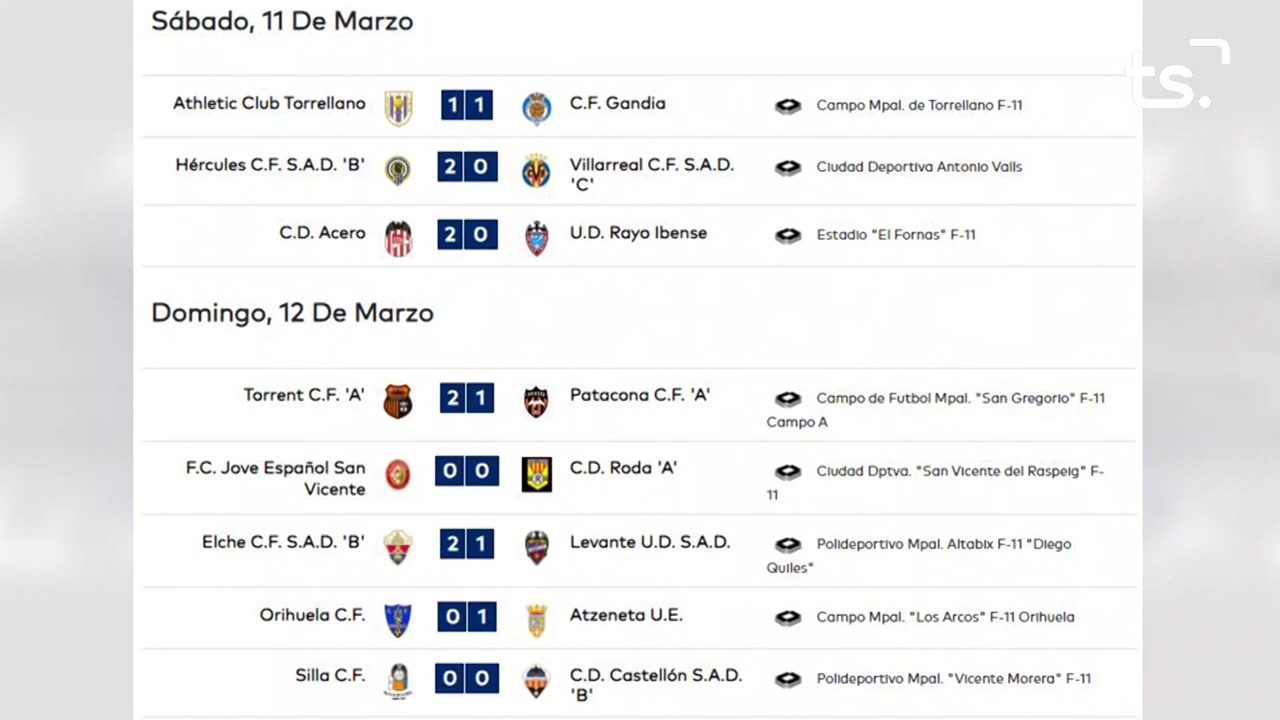 Sábado, 11 De Marzo
ts.
Athletic Club Torrellano 1 1 C.F. Gandia Campo Mpal. de Torrellano F-11
Hércules C.F. S.A.D. 'B' 2 0 Villarreal C.F. S.A.D. Ciudad Deportiva Antonio Valls
'C'
C.D. Acero 2 0 U.D. Rayo Ibense Estadio "El Fornas" F-11
Domingo, 12 De Marzo
Torrent C.F. 'A' 2 1 Patacona C.F. 'A' Campo de Futbol Mpal. "San Gregorio" F-11
Campo A
F.C. Jove Español San 0 0 C.D. Roda 'A' Ciudad Dptva. "San Vicente del Raspeig" F-
Vicente 11
Elche C.F. S.A.D. 'B' 2 1 Levante U.D. S.A.D. Polideportivo Mpal. Altabix F-11 "Diego
Quiles"
Orihuela C.F. 0 1 Atzeneta U.E. Campo Mpal. "Los Arcos" F-11 Orihuela
Silla C.F. 0 0 C.D. Castellón S.A.D. Polideportivo Mpal. "Vicente Morera" F-11
'B'